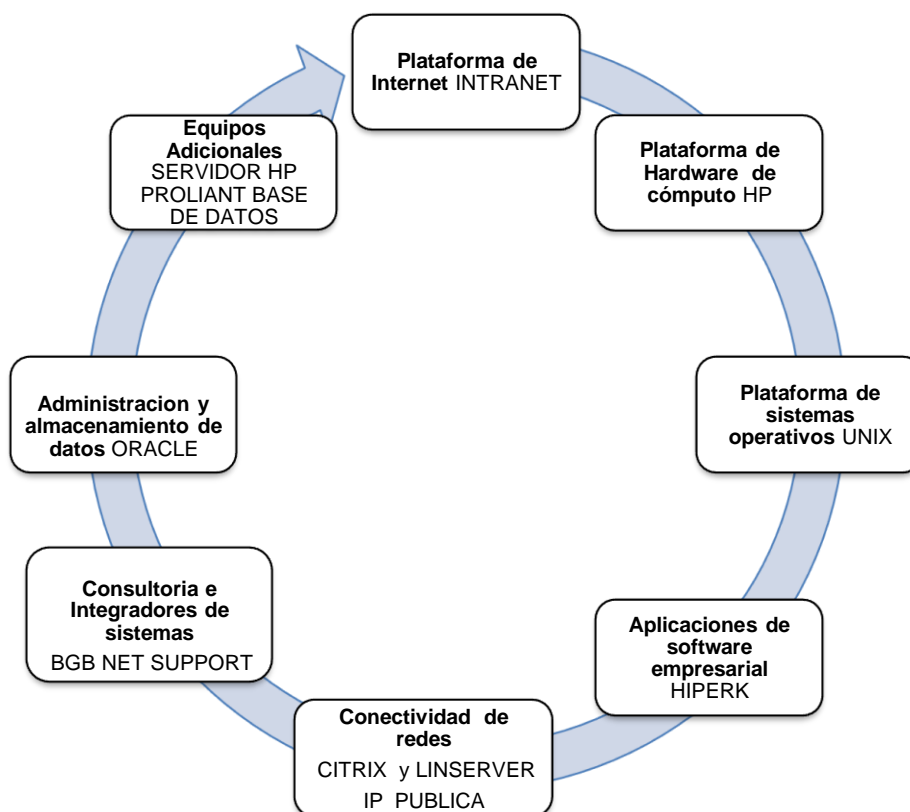 Plataforma de
Internet INTRANET
Plataforma de
Hardware de
cómputo HP
Plataforma de
sistemas
operativos UNIX
Aplicaciones de
software
empresarial
HIPERK
Conectividad de
redes
CITRIX y LINSERVER
IP PUBLICA
Consultoria e
Integradores de
sistemas
BGB NET SUPPORT
Administracion y
almacenamiento de
datos ORACLE
Equipos
Adicionales
SERVIDOR HP
PROLIANT BASE
DE DATOS